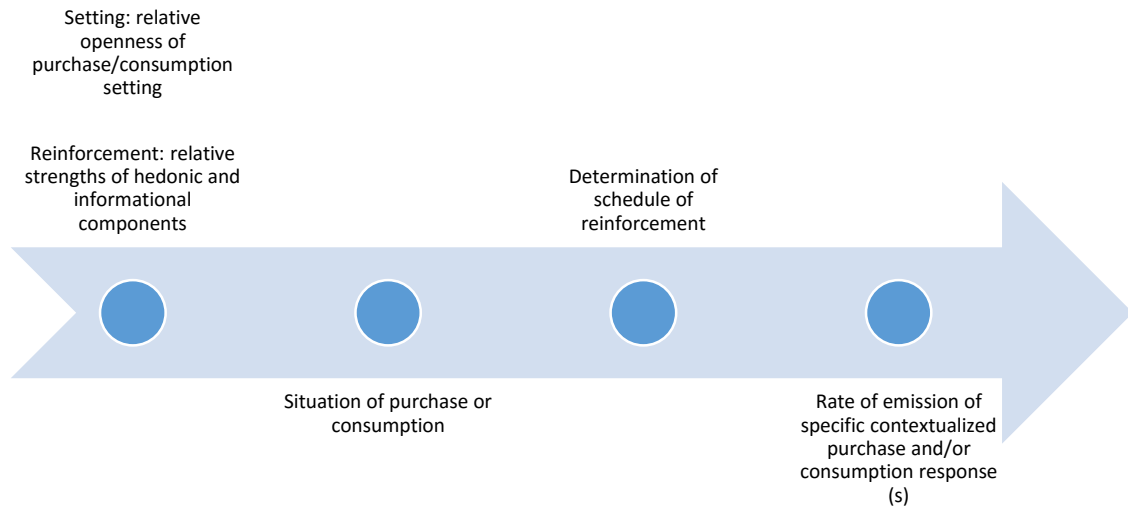 Setting: relative
openness of
purchase/consumption
setting
Reinforcement: relative
strengths of hedonic and
informational
components
Situation of purchase or
consumption
Determination of
schedule of
reinforcement
Rate of emission of
specific contextualized
purchase and/or
consumption response
(s)